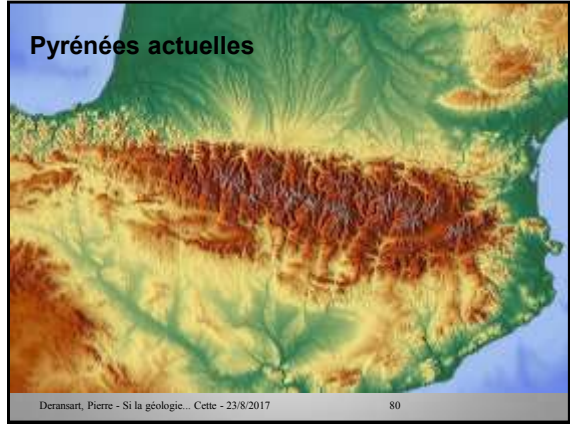 Pyrénées actuelles
Deransart, Pierre - Si la géologie... Cette - 23/8/2017 80